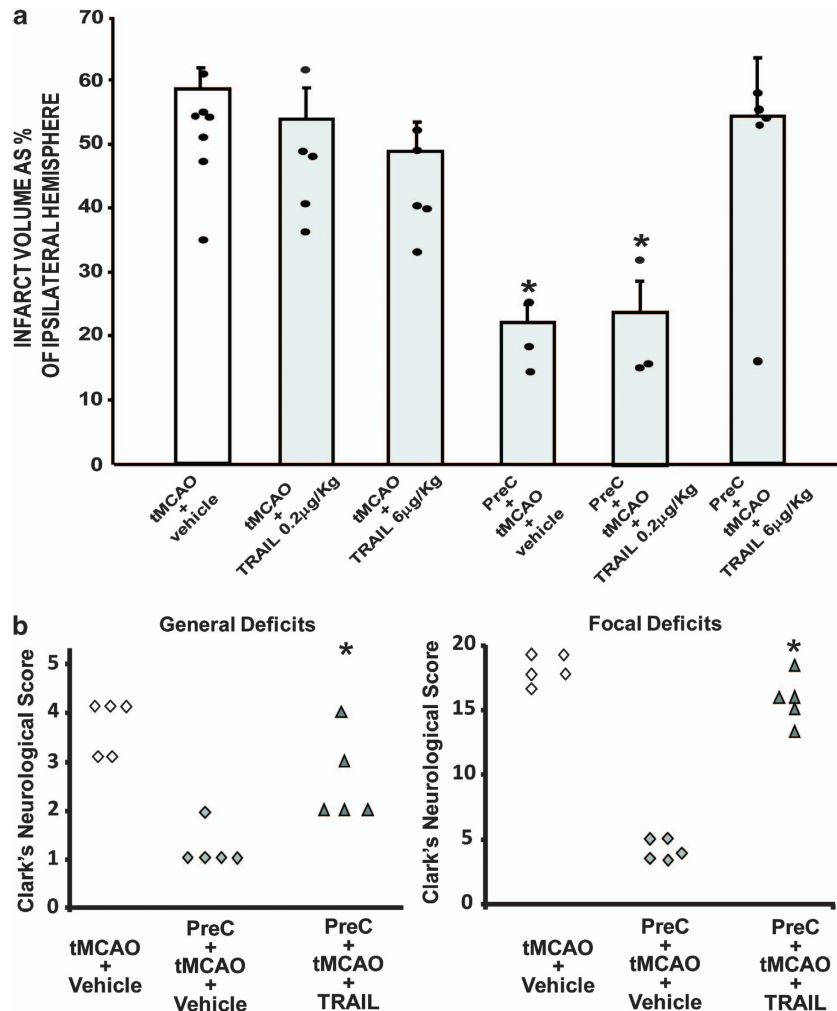 a
INFARCT VOLUME AS %
OF IPSILATERAL HEMISPHERE
70
60
50
40
30
20
10
0
*
*
tMCAO
+
vehicle
tMCAO
+
TRAIL 0.2µg/Kg
tMCAO
+
TRAIL 6µg/Kg
PreC
+
tMCAO
+
vehicle
PreC
+
tMCAO
+
TRAIL 0.2µg/Kg
PreC
+
tMCAO
+
TRAIL 6µg/Kg
b
General Deficits
Clark's Neurological Score
5
4
3
2
1
0
*
tMCAO
+
Vehicle
PreC
+
tMCAO
+
Vehicle
PreC
+
tMCAO
+
TRAIL
Focal Deficits
Clark's Neurological Score
20
15
10
5
0
*
tMCAO
+
Vehicle
PreC
+
tMCAO
+
Vehicle
PreC
+
tMCAO
+
TRAIL